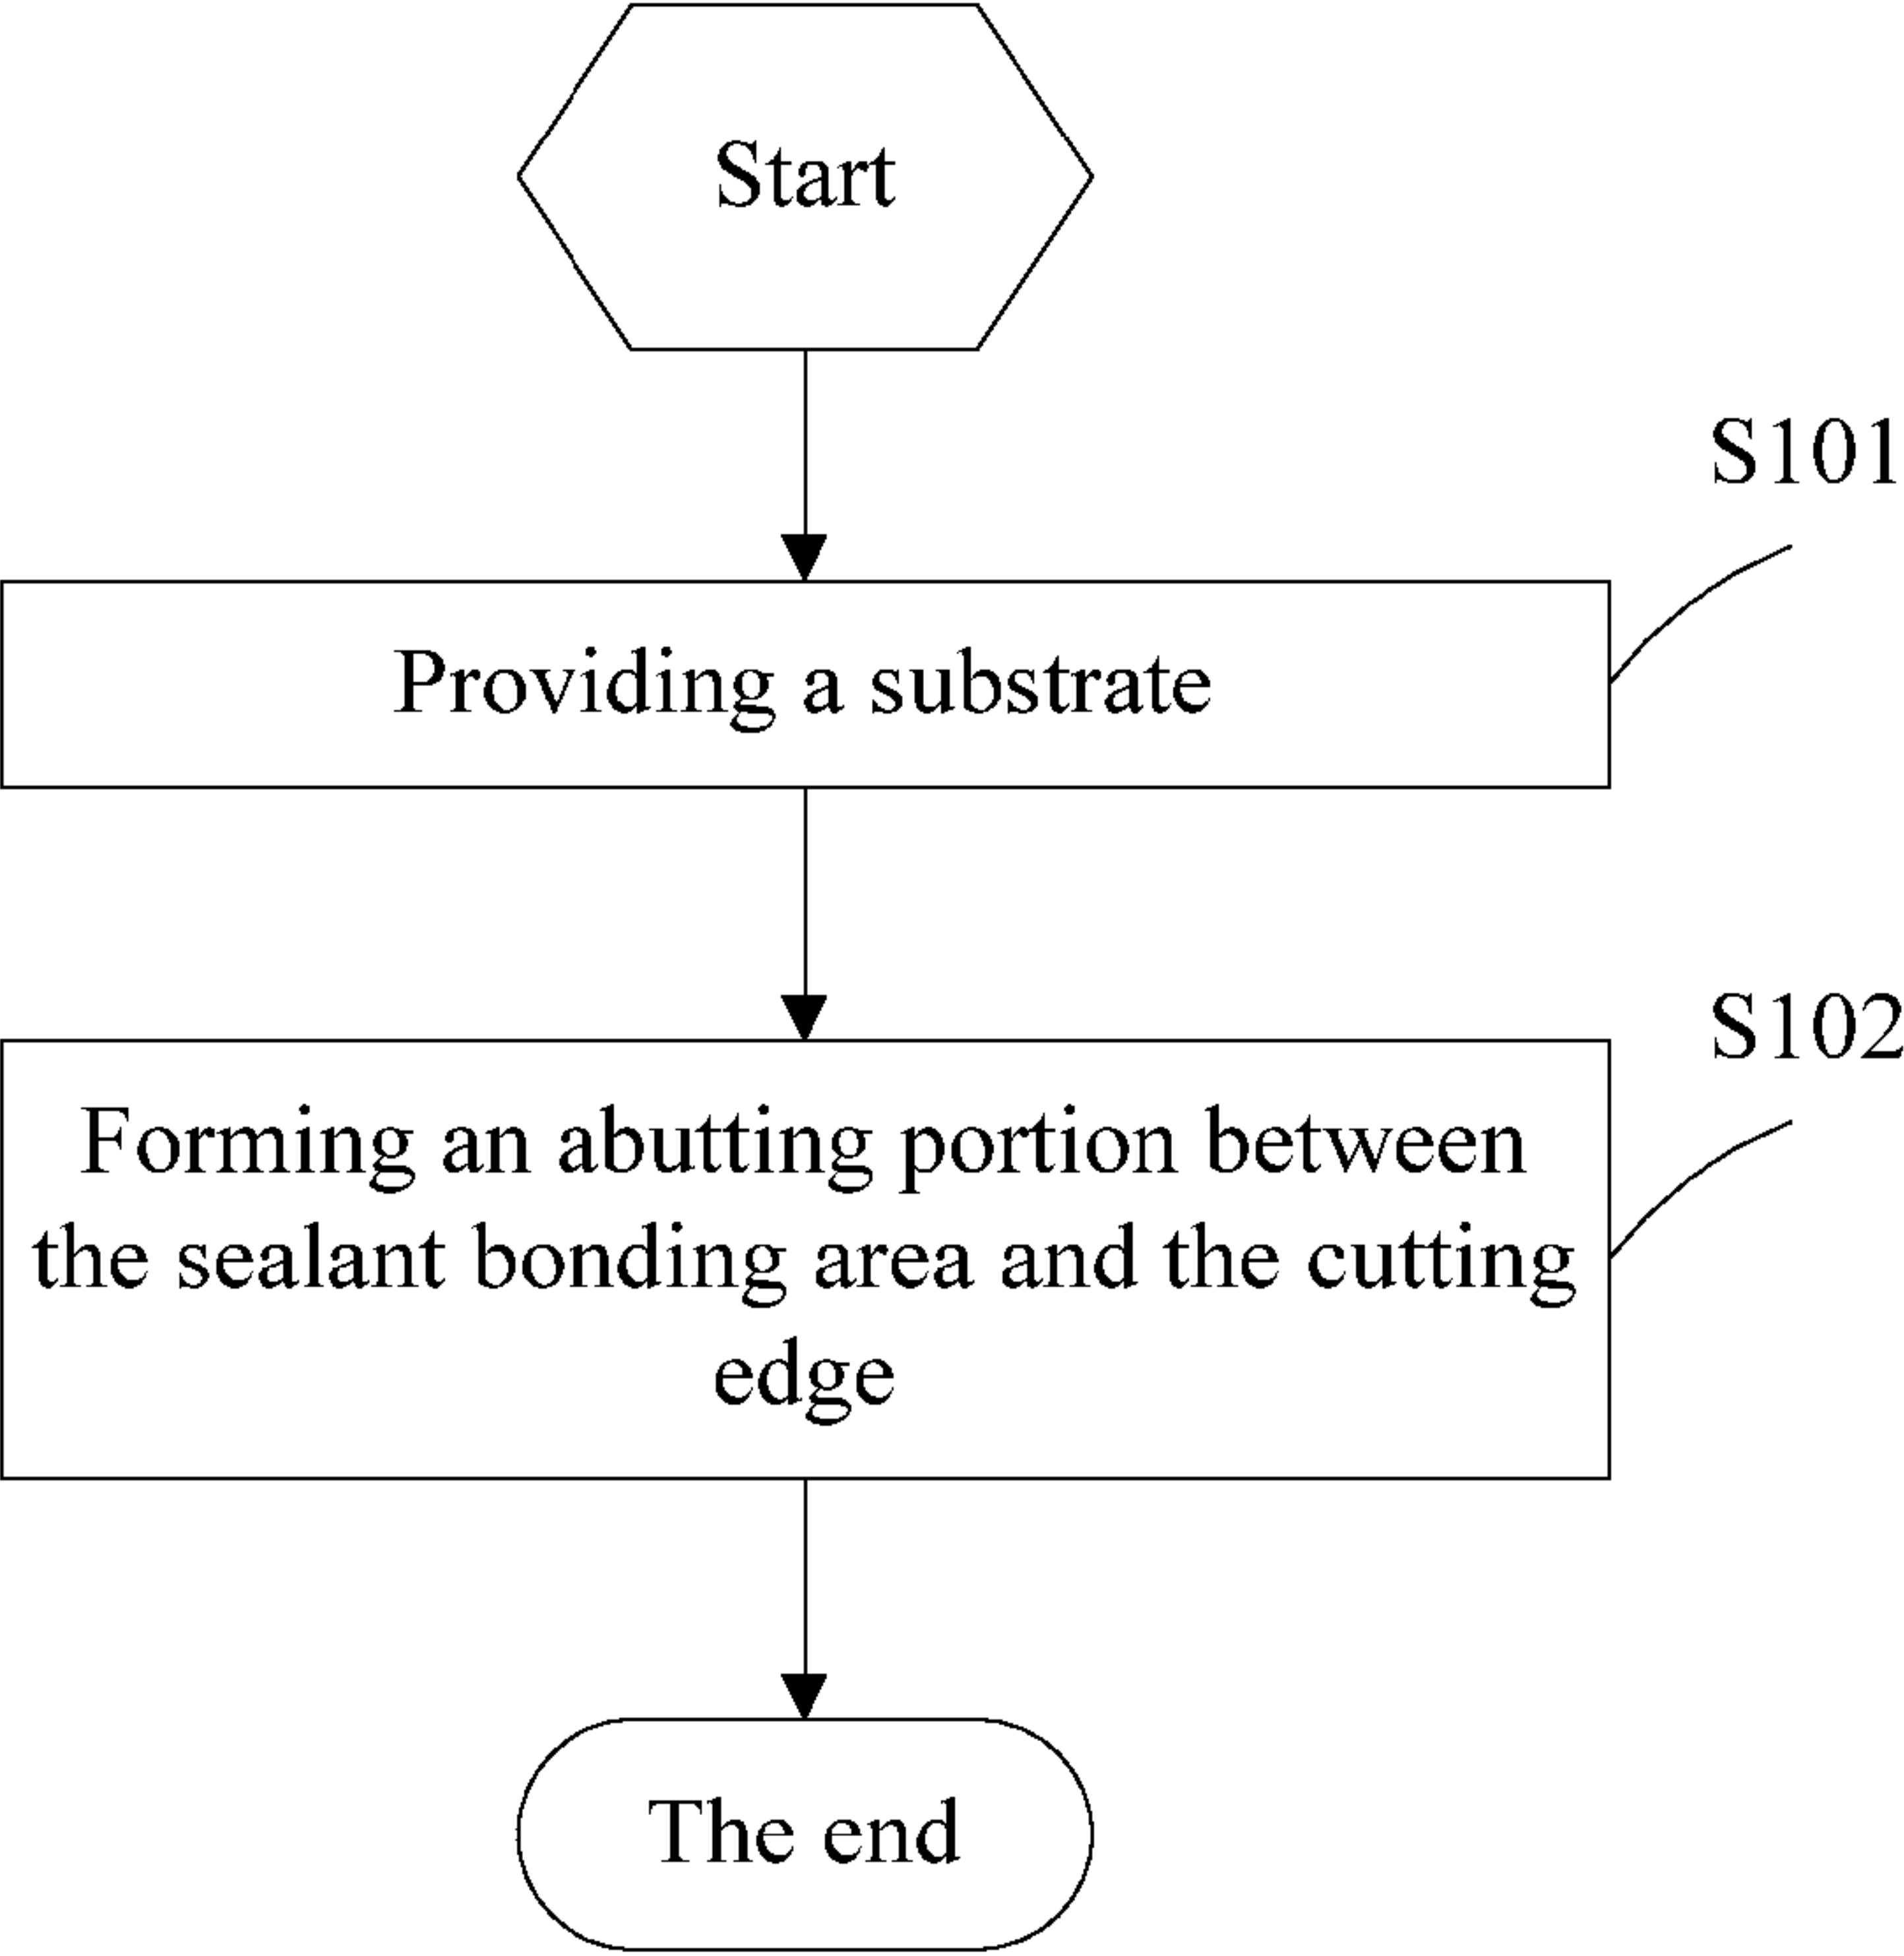 Start
S101
Providing a substrate
S102
Forming an abutting portion between
the sealant bonding area and the cutting
edge
The end